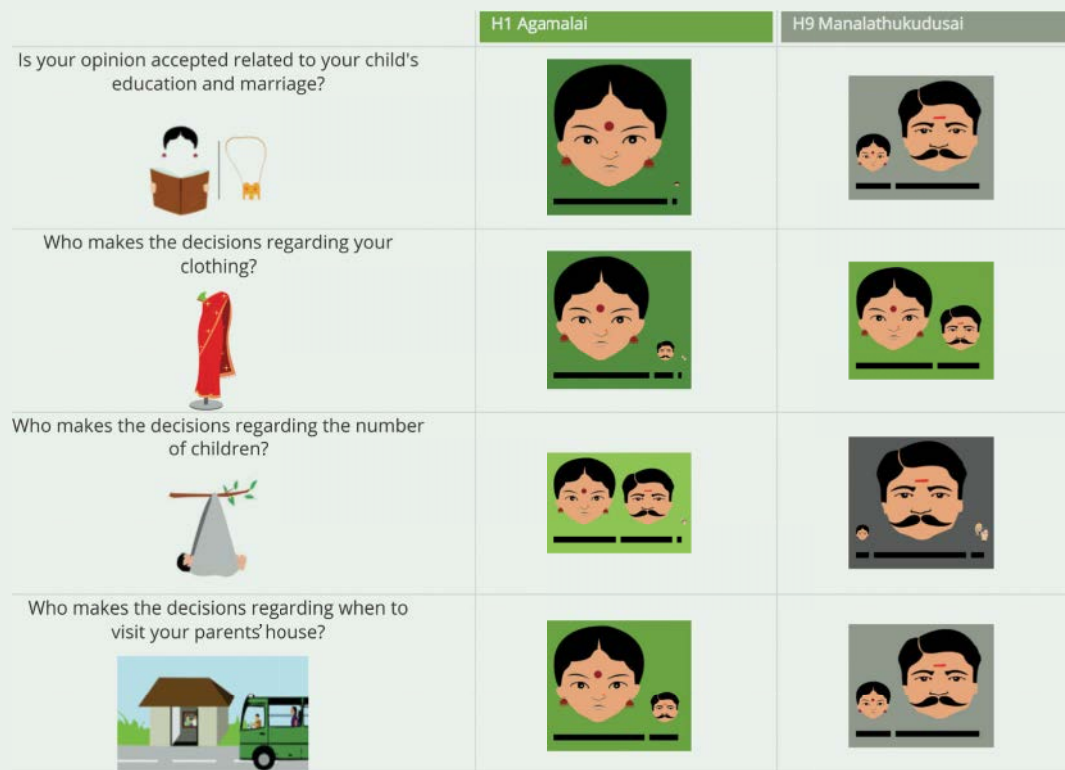 H1 Agamalai
H9 Manalathukudusai
Is your opinion accepted related to your child's
education and marriage?
Who makes the decisions regarding your
clothing?
Who makes the decisions regarding the number
of children?
Who makes the decisions regarding when to
visit your parents' house?